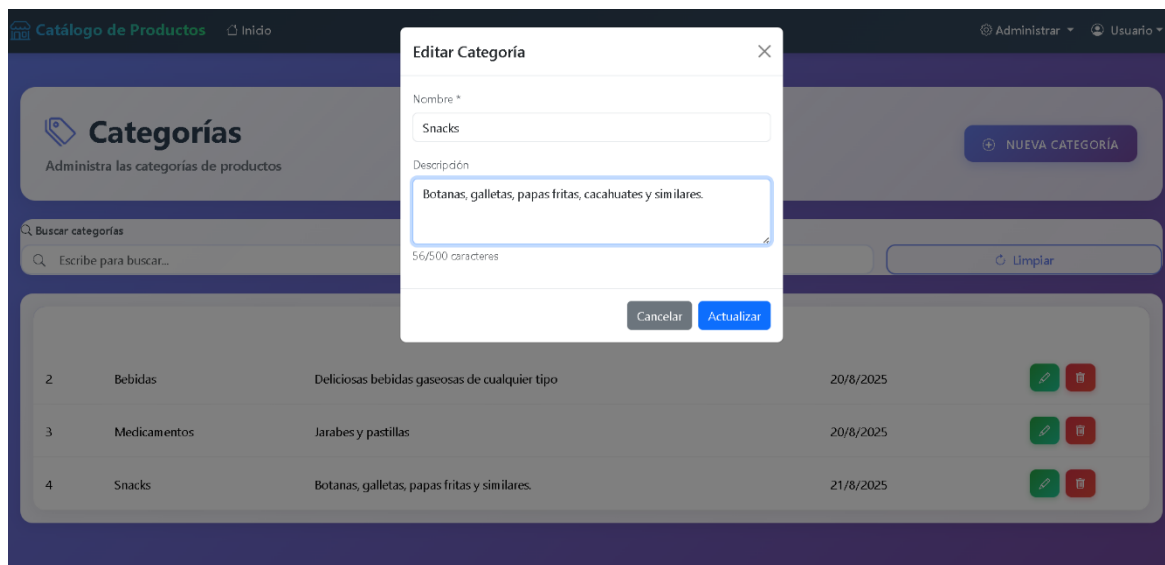 Catálogo de Productos Inicio Administrar Usuario
Editar Categoría
Nombre *
Snacks
Descripción
Botanas, galletas, papas fritas, cacahuates y similares.
56/500 caracteres
Cancelar Actualizar
Categorías
Administra las categorías de productos
NUEVA CATEGORÍA
Buscar categorías
Escribe para buscar...
Limpiar
2 Bebidas Deliciosas bebidas gaseosas de cualquier tipo 20/8/2025
3 Medicamentos Jarabes y pastillas 20/8/2025
4 Snacks Botanas, galletas, papas fritas y similares. 21/8/2025